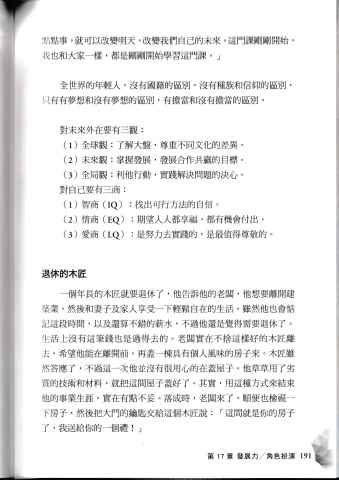 點點事，就可以改變明天，改變我們自己的未來。這門課剛剛開始，
我也和大家一樣，都是剛剛開始學習這門課。」
全世界的年輕人，沒有國籍的區別，沒有種族和信仰的區別，
只有有夢想和沒有夢想的區別，有擔當和沒有擔當的區別。
對未來外在要有三觀：
（1）全球觀：了解大盤，尊重不同文化的差異。
（2）未來觀：掌握發展，發展合作共贏的目標。
（3）全局觀：利他行動，實踐解決問題的決心。
對自己要有三商：
（1）智商（IQ）：找出可行方法的自信。
（2）情商（EQ）：期望人人都享福，都有機會付出。
（3）愛商（LQ）：是努力去實踐的，是最值得尊敬的。
退休的木匠
一個年長的木匠就要退休了，他告訴他的老闆，他想要離開建
築業，然後和妻子及家人享受一下輕鬆自在的生活。雖然他也會惦
記這段時間，以及還算不錯的薪水，不過他還是覺得需要退休了。
生活上沒有這筆錢也是過得去的。老闆實在不捨這樣好的木匠離
去，希望他能在離開前，再蓋一棟具有個人風味的房子來。木匠雖
然答應了，不過這一次他並沒有很用心的在蓋屋子。他草草用了劣
質的技術和材料，就把這間屋子蓋好了。其實，用這種方式來結束
他的事業生涯，實在有點不妥。落成時，老闆來了，順便也檢視一
下房子，然後把大門的鑰匙交給這個木匠說：「這間就是你的房子
了，我送給你的一個禮！」
第 17 章 發展力／角色扮演 191